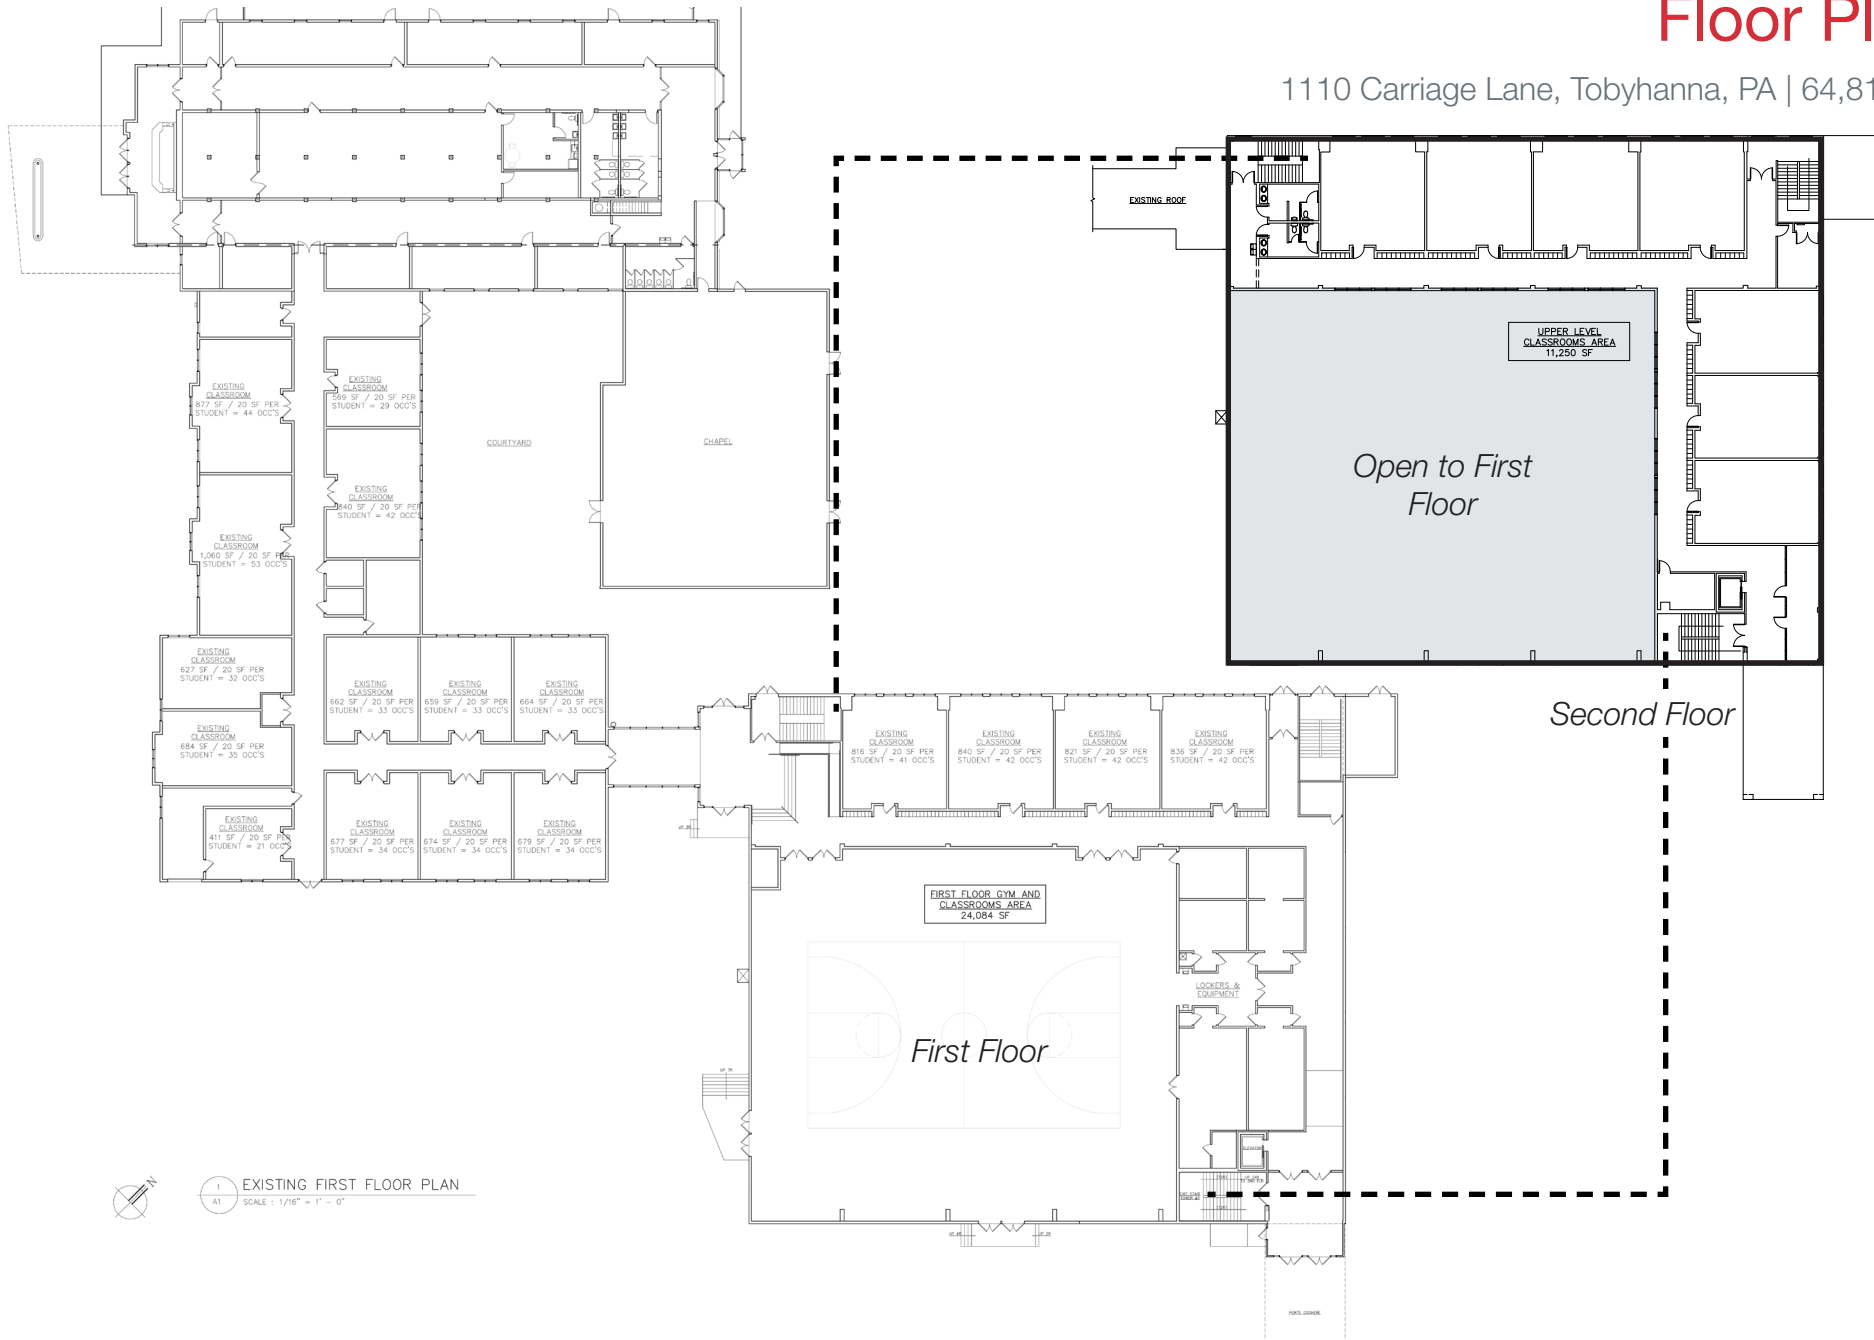 Floor Pl
1110 Carriage Lane, Tobyhanna, PA | 64,81
EXISTING ROOF
UPPER LEVEL
CLASSROOMS AREA
11,250 SF
Open to First
Floor
Second Floor
EXISTING
CLASSROOM
877 SF / 20 SF PER
STUDENT = 44 OCC'S
EXISTING
CLASSROOM
569 SF / 20 SF PER
STUDENT = 29 OCC'S
COURTYARD
CHAPEL
EXISTING
CLASSROOM
840 SF / 20 SF PER
STUDENT = 42 OCC'S
EXISTING
CLASSROOM
1,060 SF / 20 SF PER
STUDENT = 53 OCC'S
EXISTING
CLASSROOM
627 SF / 20 SF PER
STUDENT = 32 OCC'S
EXISTING
CLASSROOM
684 SF / 20 SF PER
STUDENT = 35 OCC'S
EXISTING
CLASSROOM
662 SF / 20 SF PER
STUDENT = 33 OCC'S
EXISTING
CLASSROOM
659 SF / 20 SF PER
STUDENT = 33 OCC'S
EXISTING
CLASSROOM
664 SF / 20 SF PER
STUDENT = 33 OCC'S
EXISTING
CLASSROOM
411 SF / 20 SF PER
STUDENT = 21 OCC'S
EXISTING
CLASSROOM
677 SF / 20 SF PER
STUDENT = 34 OCC'S
EXISTING
CLASSROOM
674 SF / 20 SF PER
STUDENT = 34 OCC'S
EXISTING
CLASSROOM
679 SF / 20 SF PER
STUDENT = 34 OCC'S
EXISTING
CLASSROOM
816 SF / 20 SF PER
STUDENT = 41 OCC'S
EXISTING
CLASSROOM
840 SF / 20 SF PER
STUDENT = 42 OCC'S
EXISTING
CLASSROOM
821 SF / 20 SF PER
STUDENT = 42 OCC'S
EXISTING
CLASSROOM
836 SF / 20 SF PER
STUDENT = 42 OCC'S
FIRST FLOOR GYM AND
CLASSROOMS AREA
24,084 SF
LOCKERS &
EQUIPMENT
First Floor
ELEVATOR
PORTE COCHERE
N
1
A1
EXISTING FIRST FLOOR PLAN
SCALE : 1/16" = 1' - 0"